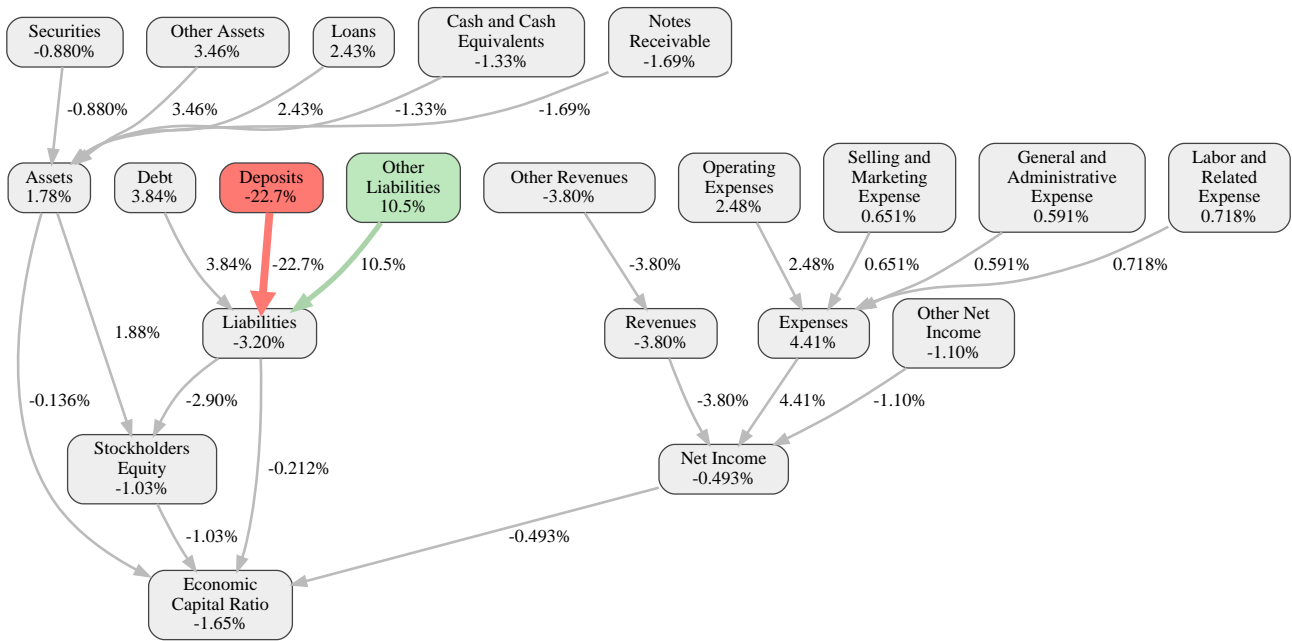 Securities
-0.880%
Other Assets
3.46%
Loans
2.43%
Cash and Cash
Equivalents
-1.33%
Notes
Receivable
-1.69%
-0.880%
3.46%
2.43%
-1.33%
-1.69%
Assets
1.78%
Debt
3.84%
Deposits
-22.7%
Other
Liabilities
10.5%
Other Revenues
-3.80%
Operating
Expenses
2.48%
Selling and
Marketing
Expense
0.651%
General and
Administrative
Expense
0.591%
Labor and
Related
Expense
0.718%
3.84%
-22.7%
10.5%
-3.80%
2.48%
0.651%
0.591%
0.718%
Liabilities
-3.20%
Revenues
-3.80%
Expenses
4.41%
Other Net
Income
-1.10%
1.88%
-0.136%
-2.90%
-3.80%
4.41%
-1.10%
Stockholders
Equity
-1.03%
-0.212%
Net Income
-0.493%
-1.03%
-0.493%
Economic
Capital Ratio
-1.65%